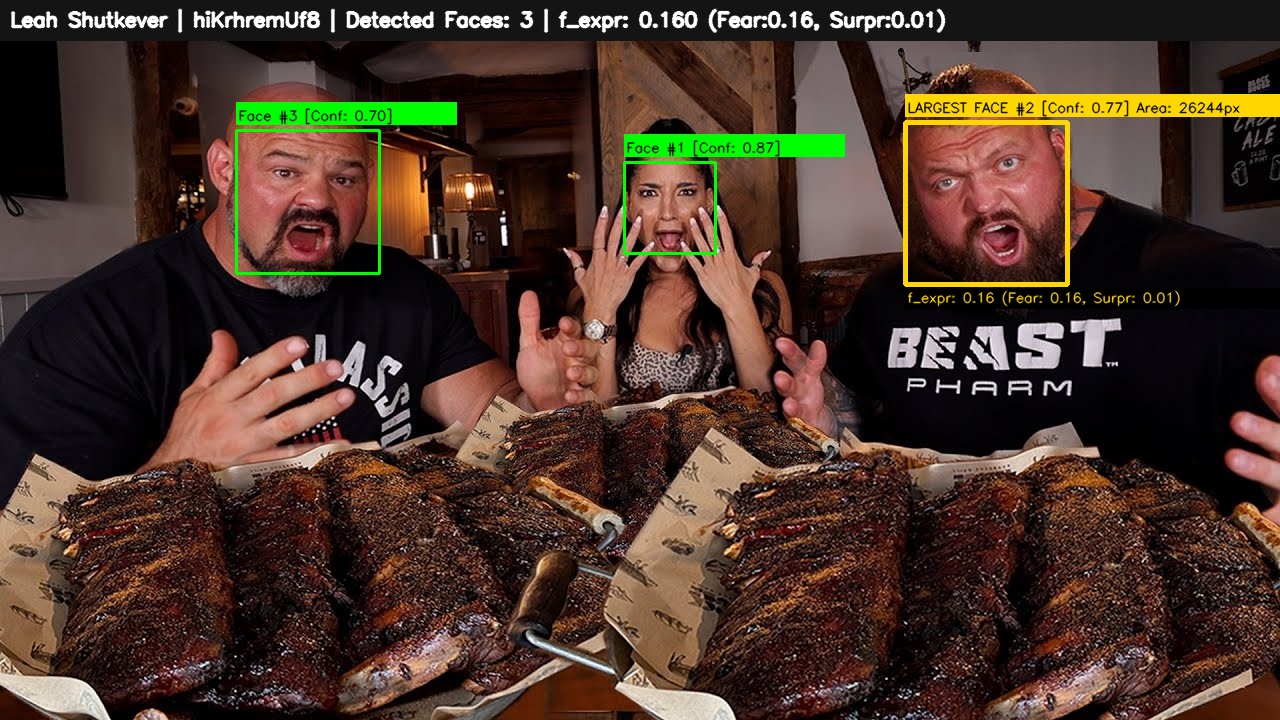 Leah Shutkever | hiKrhremUf8 | Detected Faces: 3 | f_expr: 0.160 (Fear:0.16, Surpr:0.01)
LARGEST FACE #2 [Conf: 0.77] Area: 26244px
Face #3 [Conf: 0.70]
Face #1 [Conf: 0.87]
f_expr: 0.16 (Fear: 0.16, Surpr: 0.01)
BEAST™
PHARM